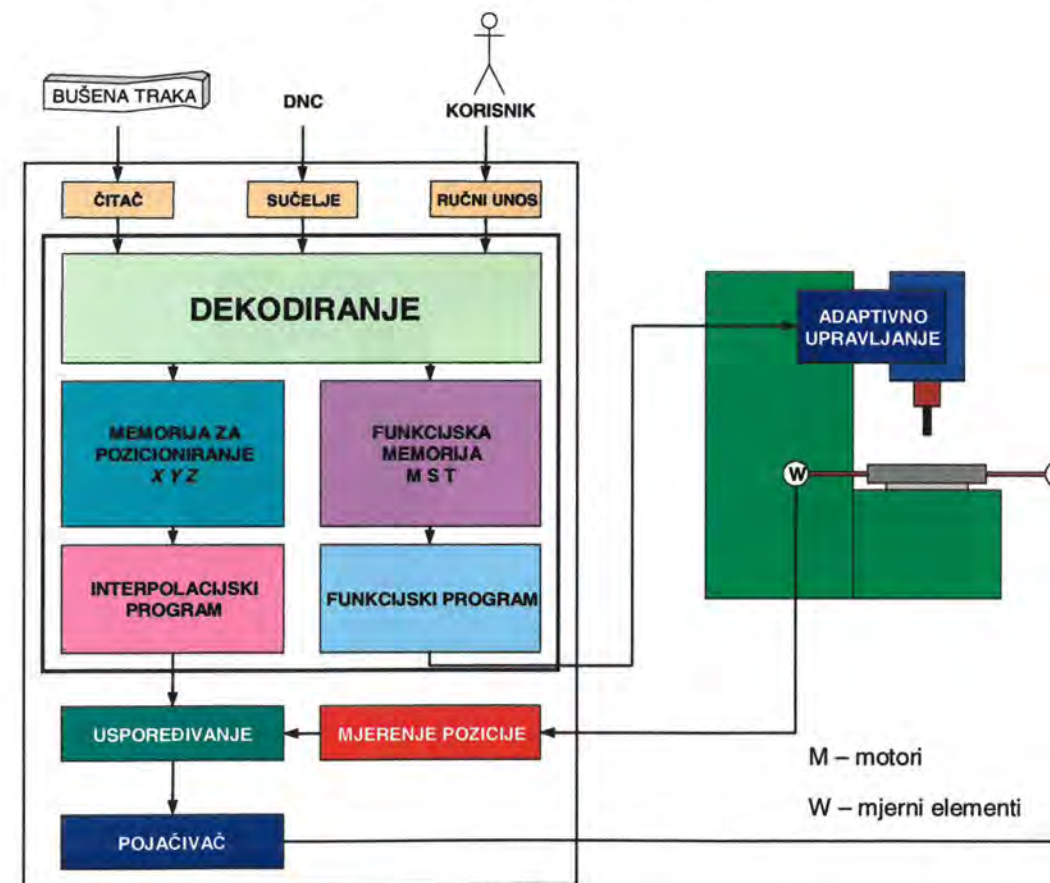 BUŠENA TRAKA
DNC
KORISNIK
ČITAČ
SUČELJE
RUČNI UNOS
DEKODIRANJE
ADAPTIVNO
UPRAVLJANJE
MEMORIJA ZA
POZICIONIRANJE
X Y Z
FUNKCIJSKA
MEMORIJA
M S T
W
INTERPOLACIJSKI
PROGRAM
FUNKCIJSKI PROGRAM
USPOREĐIVANJE
MJERENJE POZICIJE
M – motori
W – mjerni elementi
POJAČIVAČ